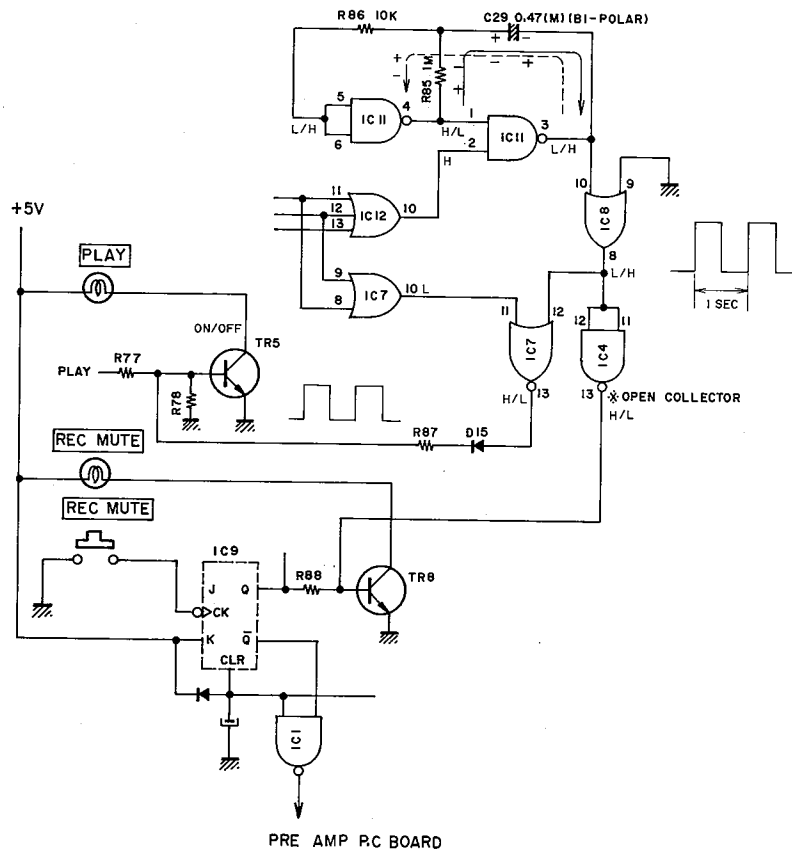 R86 10K
C29 0.47(M)(BI-POLAR)
+ -
+ - +
-
R85 1M
- +
+ -
5
IC11
4
6
L/H
H/L
1
IC11
3
2
L/H
H
11
12
IC12
10
13
10
9
IC8
8
L/H
+5V
PLAY
9
IC7
10 L
8
11
12
IC7
13
H/L
12
11
IC4
13
※ OPEN COLLECTOR
H/L
1 SEC
ON/OFF
TR5
PLAY
R77
R78
R87
D15
REC MUTE
REC MUTE
IC9
J
Q
CK
K
Q̅
CLR
R88
TR8
IC1
PRE AMP P.C BOARD